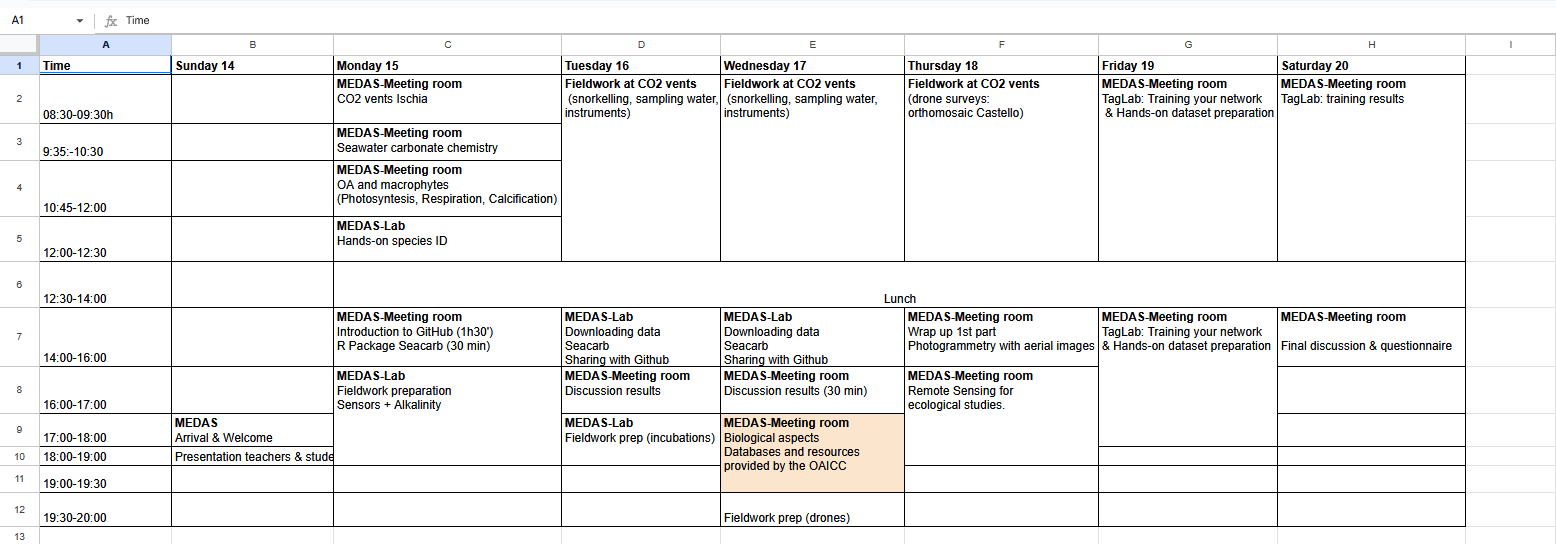 A1 fx Time
A B C D E F G H I
1 Time Sunday 14 Monday 15 Tuesday 16 Wednesday 17 Thursday 18 Friday 19 Saturday 20
2
08:30-09:30h
MEDAS-Meeting room
CO2 vents Ischia
Fieldwork at CO2 vents
(snorkelling, sampling water,
instruments)
Fieldwork at CO2 vents
(snorkelling, sampling water,
instruments)
Fieldwork at CO2 vents
(drone surveys:
orthomosaic Castello)
MEDAS-Meeting room
TagLab: Training your network
& Hands-on dataset preparation
MEDAS-Meeting room
TagLab: training results
3
9:35:-10:30
MEDAS-Meeting room
Seawater carbonate chemistry
4
10:45-12:00
MEDAS-Meeting room
OA and macrophytes
(Photosyntesis, Respiration, Calcification)
5
12:00-12:30
MEDAS-Lab
Hands-on species ID
6
12:30-14:00
Lunch
7
14:00-16:00
MEDAS-Meeting room
Introduction to GitHub (1h30')
R Package Seacarb (30 min)
MEDAS-Lab
Downloading data
Seacarb
Sharing with Github
MEDAS-Lab
Downloading data
Seacarb
Sharing with Github
MEDAS-Meeting room
Wrap up 1st part
Photogrammetry with aerial images
MEDAS-Meeting room
TagLab: Training your network
& Hands-on dataset preparation
MEDAS-Meeting room
Final discussion & questionnaire
8
16:00-17:00
MEDAS-Lab
Fieldwork preparation
Sensors + Alkalinity
MEDAS-Meeting room
Discussion results
MEDAS-Meeting room
Discussion results (30 min)
MEDAS-Meeting room
Remote Sensing for
ecological studies.
9
17:00-18:00
MEDAS
Arrival & Welcome
MEDAS-Lab
Fieldwork prep (incubations)
MEDAS-Meeting room
Biological aspects
Databases and resources
provided by the OAICC
10
18:00-19:00
Presentation teachers & stude
11
19:00-19:30
12
19:30-20:00
Fieldwork prep (drones)
13